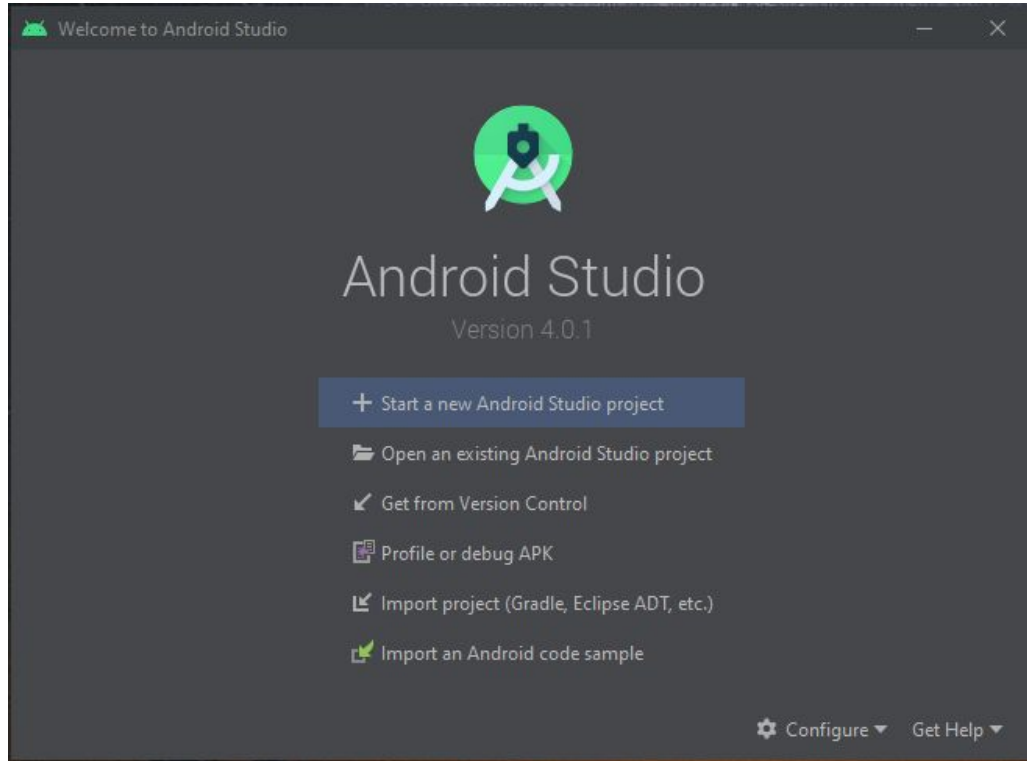 Welcome to Android Studio
Android Studio
Version 4.0.1
Start a new Android Studio project
Open an existing Android Studio project
Get from Version Control
Profile or debug APK
Import project (Gradle, Eclipse ADT, etc.)
Import an Android code sample
Configure Get Help